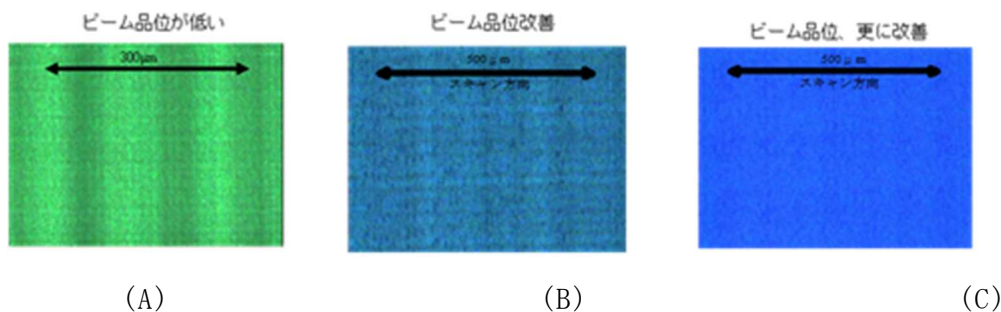 ビーム品位が低い
300μm
(A)
ビーム品位改善
500μm
スキャン方向
(B)
ビーム品位、更に改善
500μm
スキャン方向
(C)